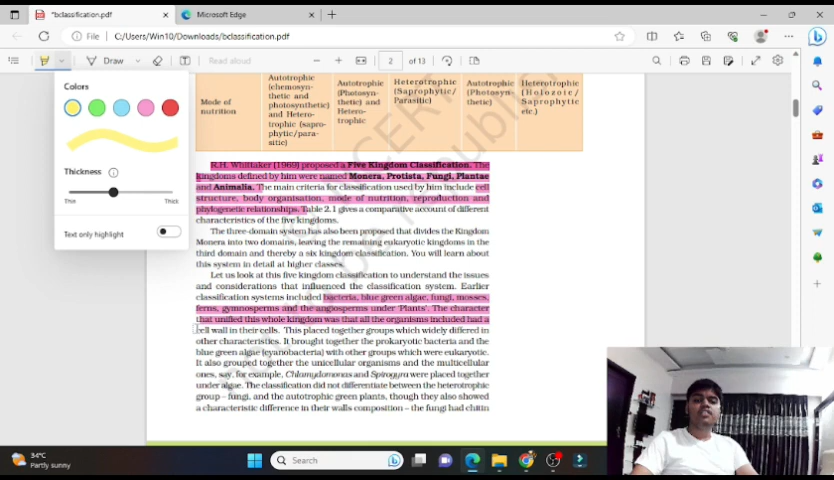 *bclassification.pdf
Microsoft Edge
File
C:/Users/Win10/Downloads/bclassification.pdf
Draw
Read aloud
2
of 13
Colors
Thickness
Thin
Thick
Text only highlight
Mode of
nutrition
Autotrophic
(chemosyn-
thetic and
photosynthetic)
and Hetero-
trophic (sapro-
phytic/para-
sitic)
Autotrophic
(Photosyn-
thetic) and
Hetero-
trophic
Heterotrophic
(Saprophytic/
Parasitic)
Autotrophic
(Photosyn-
thetic)
Heterotrophic
(Holozoic/
Saprophytic
etc.)
R.H. Whittaker (1969) proposed a Five Kingdom Classification. The
kingdoms defined by him were named Monera, Protista, Fungi, Plantae
and Animalia. The main criteria for classification used by him include cell
structure, body organisation, mode of nutrition, reproduction and
phylogenetic relationships. Table 2.1 gives a comparative account of different
characteristics of the five kingdoms.
The three-domain system has also been proposed that divides the Kingdom
Monera into two domains, leaving the remaining eukaryotic kingdoms in the
third domain and thereby a six kingdom classification. You will learn about
this system in detail at higher classes.
Let us look at this five kingdom classification to understand the issues
and considerations that influenced the classification system. Earlier
classification systems included bacteria, blue green algae, fungi, mosses,
ferns, gymnosperms and the angiosperms under 'Plants'. The character
that unified this whole kingdom was that all the organisms included had a
cell wall in their cells. This placed together groups which widely differed in
other characteristics. It brought together the prokaryotic bacteria and the
blue green algae (cyanobacteria) with other groups which were eukaryotic.
It also grouped together the unicellular organisms and the multicellular
ones, say, for example, Chlamydomonas and Spirogyra were placed together
under algae. The classification did not differentiate between the heterotrophic
group – fungi, and the autotrophic green plants, though they also showed
a characteristic difference in their walls composition – the fungi had chitin
34°C
Partly sunny
Search